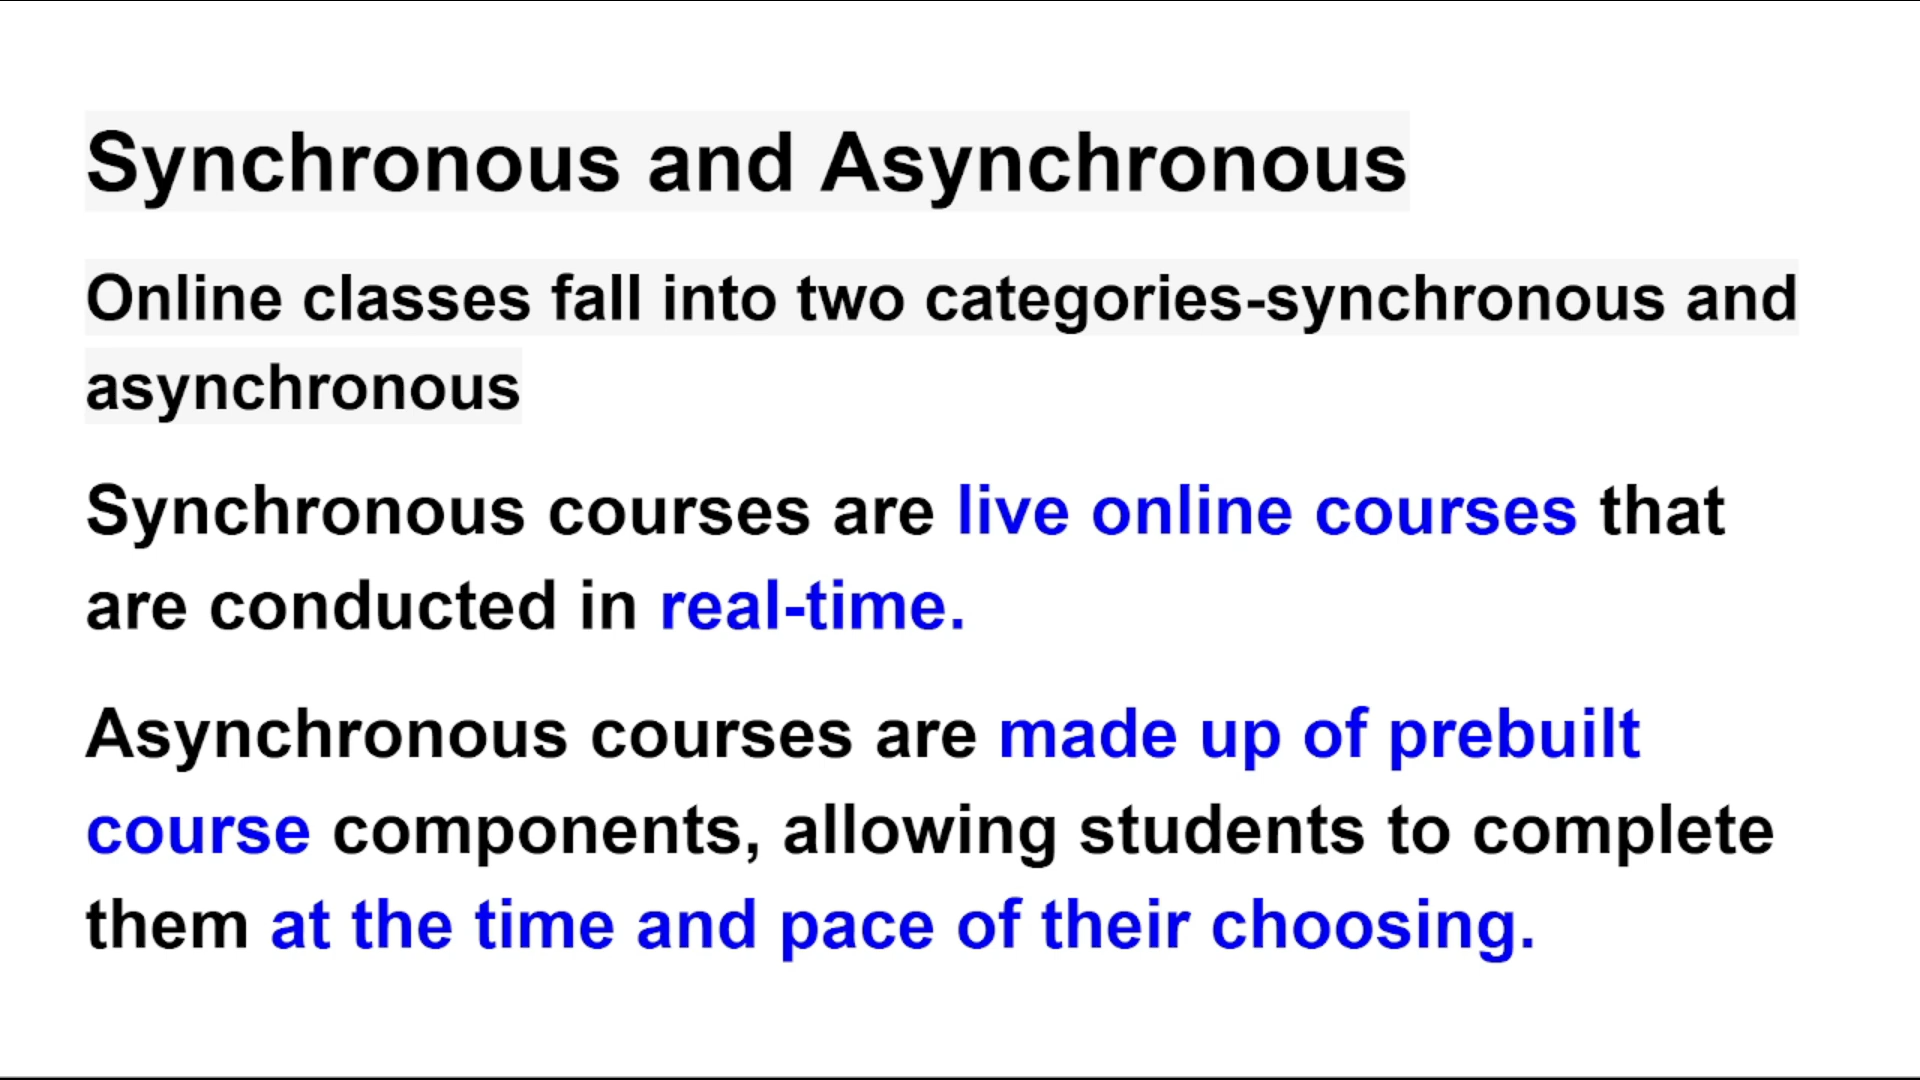 Synchronous and Asynchronous
Online classes fall into two categories-synchronous and
asynchronous
Synchronous courses are live online courses that
are conducted in real-time.
Asynchronous courses are made up of prebuilt
course components, allowing students to complete
them at the time and pace of their choosing.